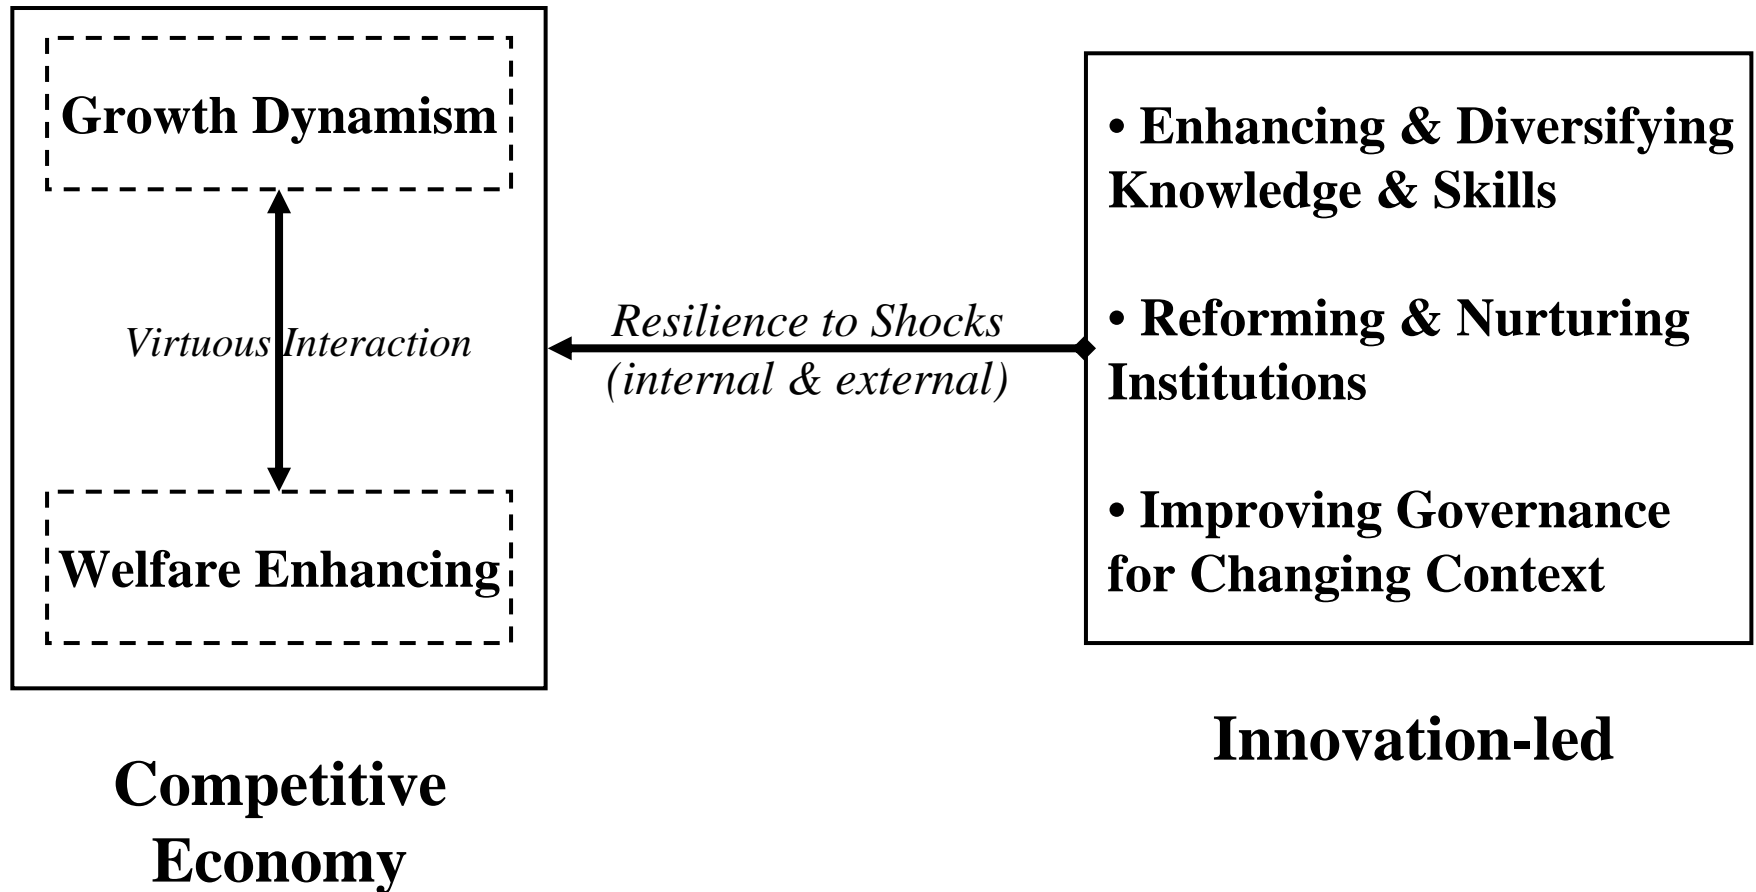 Growth Dynamism
Virtuous Interaction
Welfare Enhancing
Competitive
Economy
Resilience to Shocks
(internal & external)
• Enhancing & Diversifying
Knowledge & Skills
• Reforming & Nurturing
Institutions
• Improving Governance
for Changing Context
Innovation-led